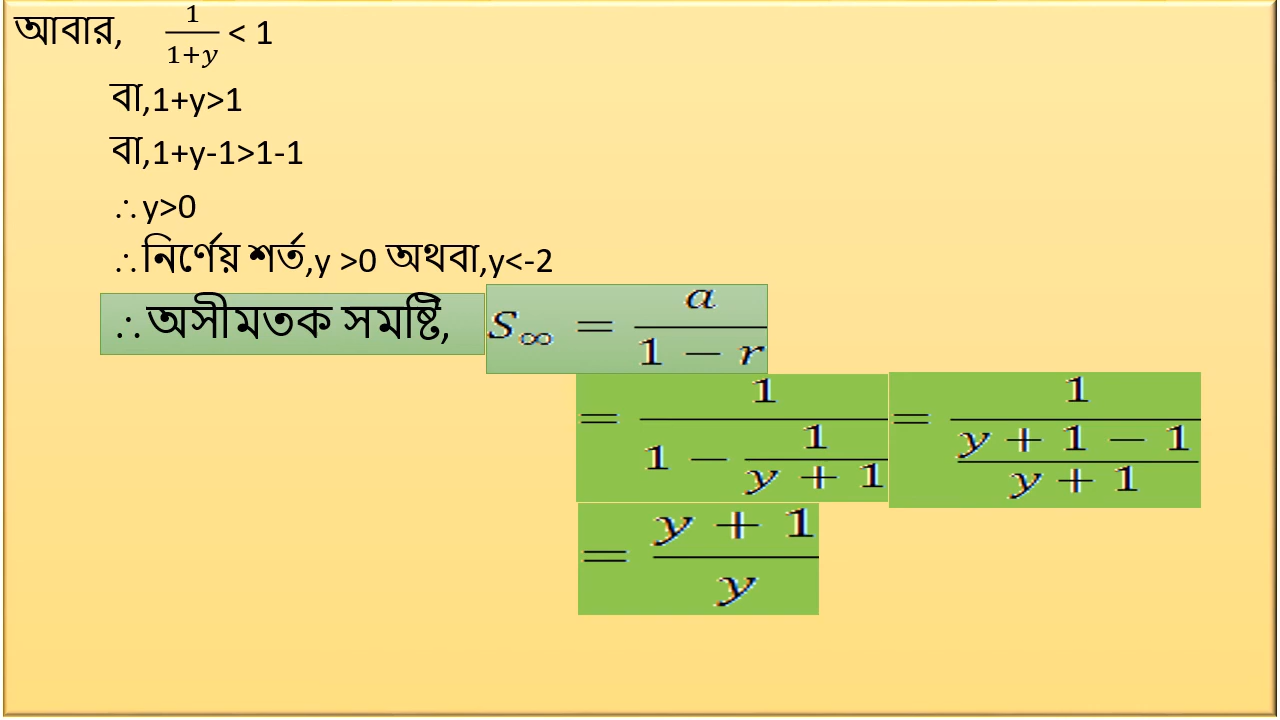 আবার, 1/(1+y) < 1
বা,1+y>1
বা,1+y-1>1-1
∴y>0
∴নির্ণেয় শর্ত,y >0 অথবা,y<-2
∴অসীমতক সমষ্টি, S∞ = a/(1 − r)
= 1/(1 − 1/(y + 1)) = 1/((y + 1 − 1)/(y + 1))
= (y + 1)/y